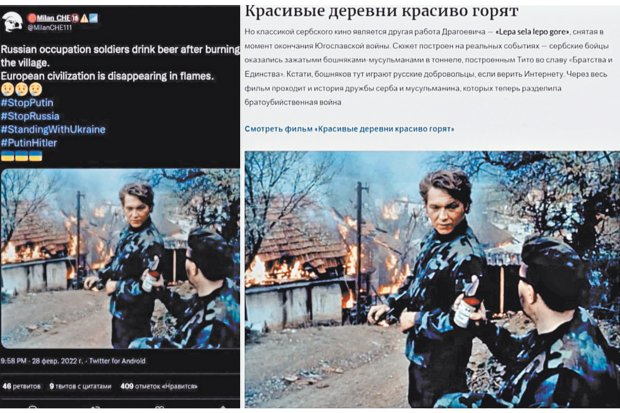 Milan CHE
@MilanCHE111
Russian occupation soldiers drink beer after burning
the village.
European civilization is disappearing in flames.
#StopPutin
#StopRussia
#StandingWithUkraine
#PutinHitler
9:58 PM · 28 февр. 2022 г. · Twitter for Android
46 ретвитов 9 твитов с цитатами 409 отметок «Нравится»
Красивые деревни красиво горят
Но классикой сербского кино является другая работа Драгоевича — «Lepa sela lepo gore», снятая в
момент окончания Югославской войны. Сюжет построен на реальных событиях — сербские бойцы
оказались зажатыми бошняками-мусульманами в тоннеле, построенным Тито во славу «Братства и
Единства». Кстати, бошняков тут играют русские добровольцы, если верить Интернету. Через весь
фильм проходит и история дружбы серба и мусульманина, которых теперь разделила
братоубийственная война
Смотреть фильм «Красивые деревни красиво горят»